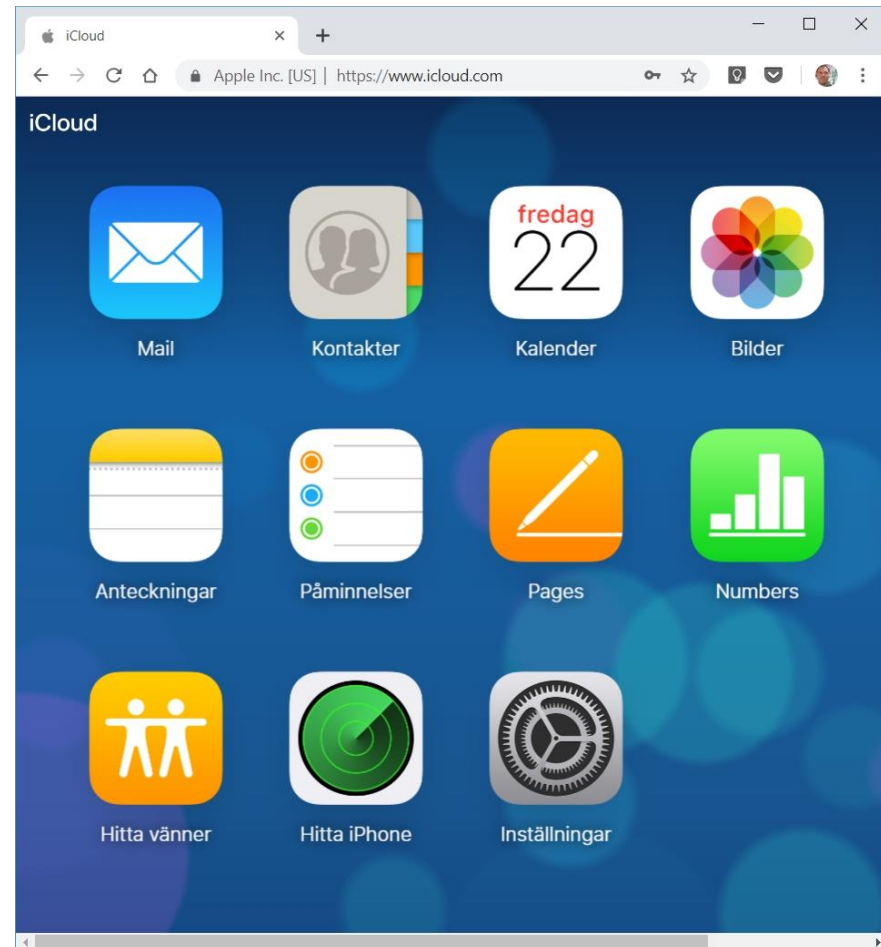 iCloud
Apple Inc. [US] | https://www.icloud.com
iCloud
fredag
22
Mail Kontakter Kalender Bilder
Anteckningar Påminnelser Pages Numbers
Hitta vänner Hitta iPhone Inställningar